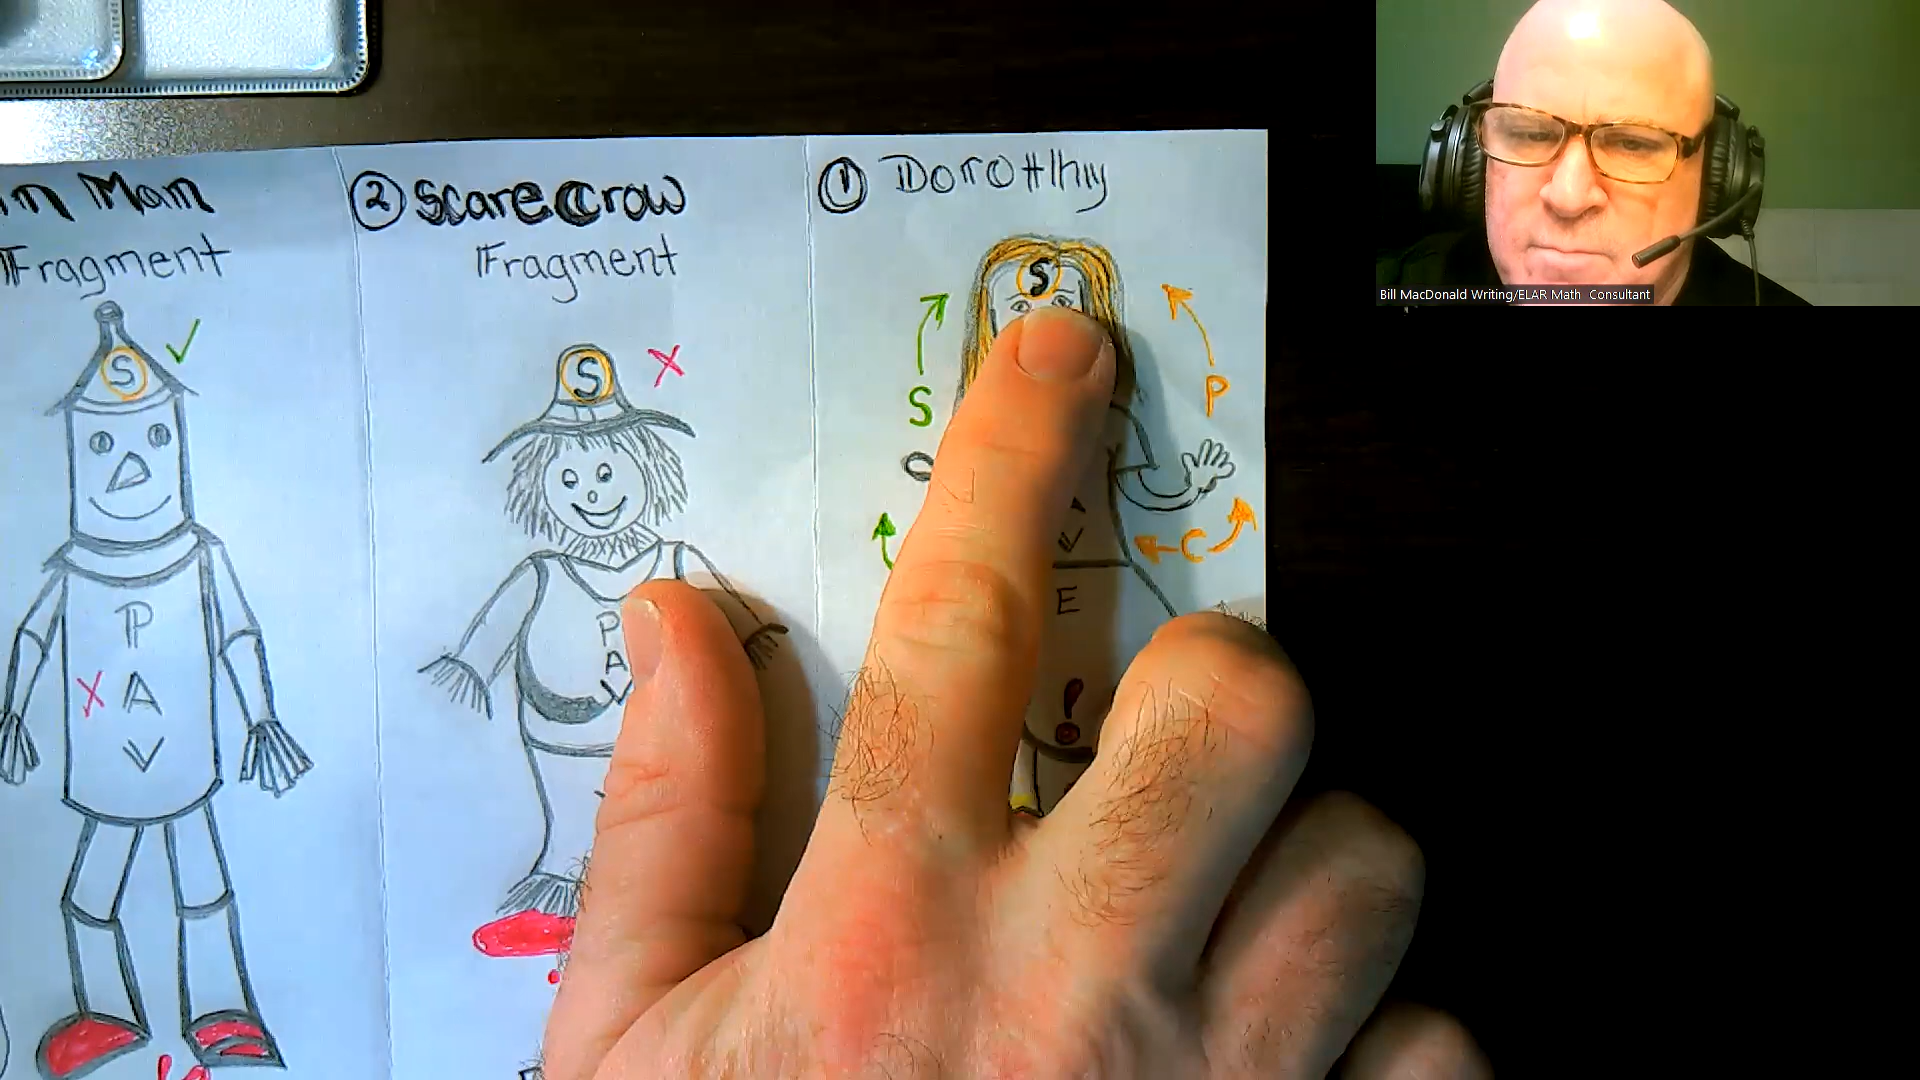 Man
Fragment
S
P
X A
V
② Scarecrow
Fragment
S
X
P
A
V
① Dorothy
S
S
P
C
V
E
!
Bill MacDonald Writing/ELAR Math Consultant